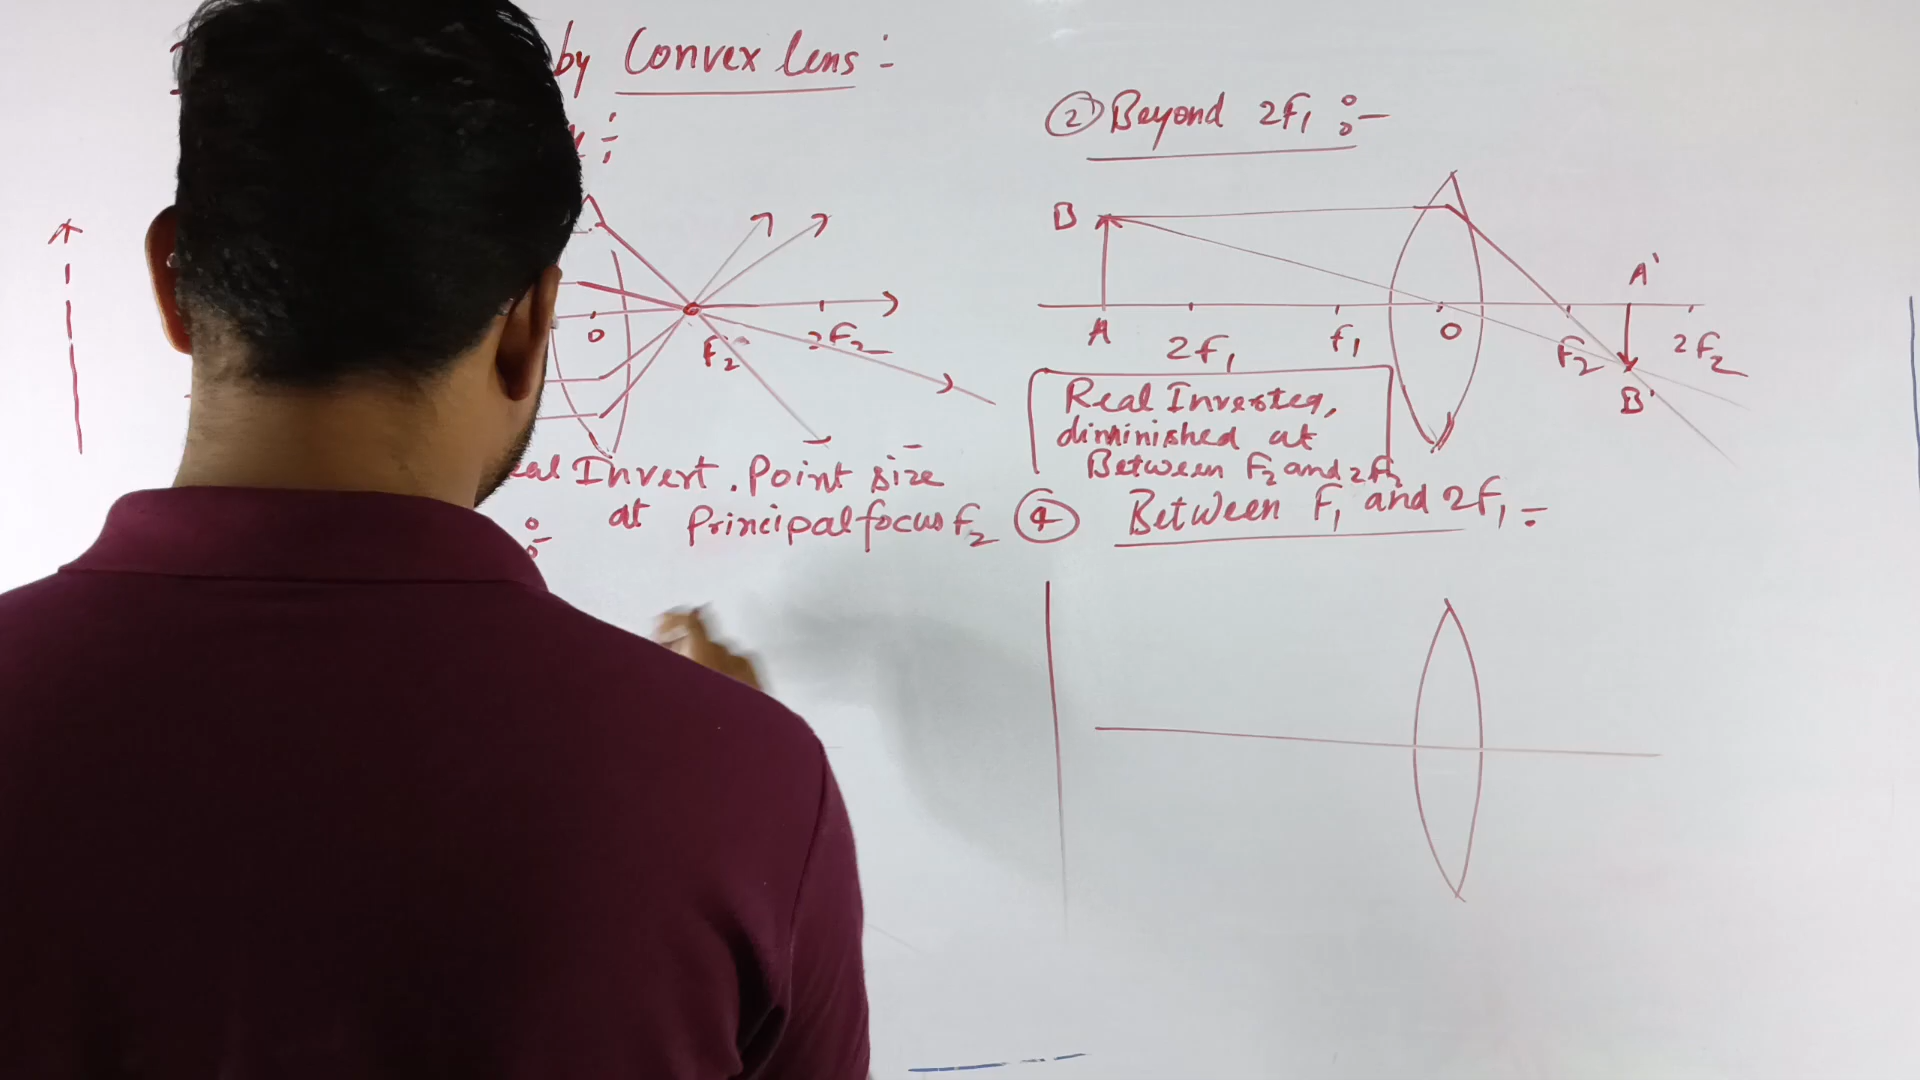 by Convex lens :-
② Beyond 2F₁ :-
B
A'
O
F₂
2F₂
A
2F₁
F₁
O
F₂
2F₂
B'
Real Inverted,
diminished at
Between F₂ and 2F₂
Invert. Point size
at Principal focus F₂
④ Between F₁ and 2F₁ :-